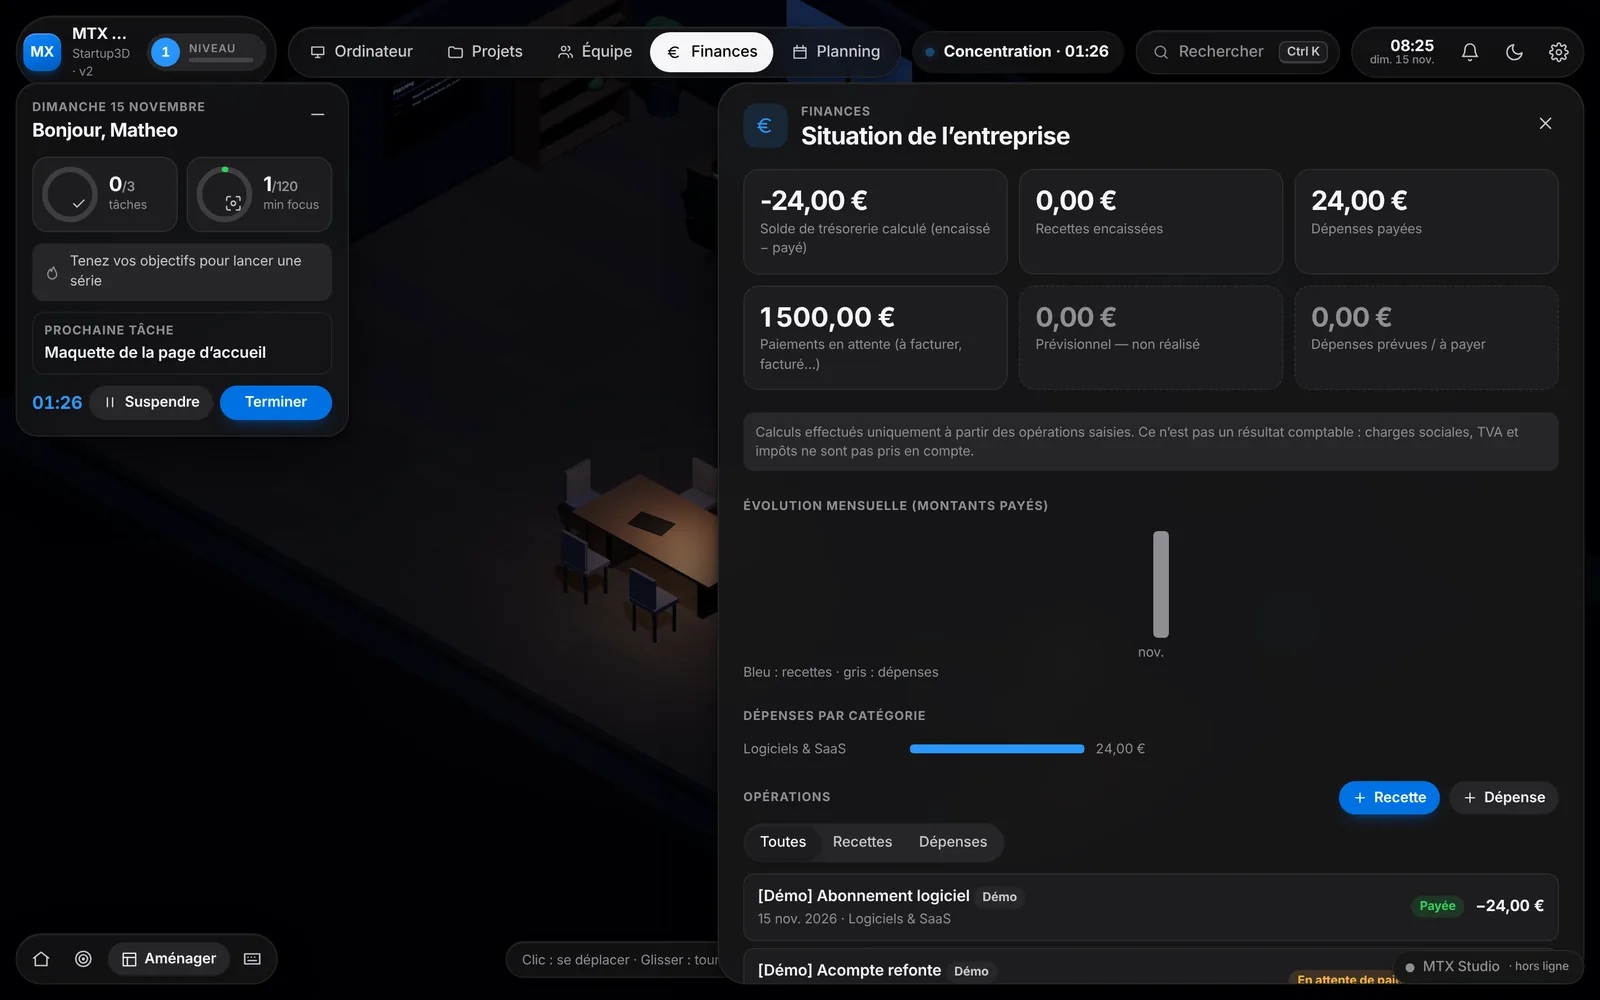 MX
MTX ...
Startup3D
· v2
1
NIVEAU
Ordinateur
Projets
Équipe
€ Finances
Planning
Concentration · 01:26
Rechercher
Ctrl K
08:25
dim. 15 nov.
DIMANCHE 15 NOVEMBRE
Bonjour, Matheo
0/3
tâches
1/120
min focus
Tenez vos objectifs pour lancer une
série
PROCHAINE TÂCHE
Maquette de la page d’accueil
01:26
Suspendre
Terminer
€
FINANCES
Situation de l’entreprise
-24,00 €
Solde de trésorerie calculé (encaissé
− payé)
0,00 €
Recettes encaissées
24,00 €
Dépenses payées
1 500,00 €
Paiements en attente (à facturer,
facturé...)
0,00 €
Prévisionnel — non réalisé
0,00 €
Dépenses prévues / à payer
Calculs effectués uniquement à partir des opérations saisies. Ce n’est pas un résultat comptable : charges sociales, TVA et
impôts ne sont pas pris en compte.
ÉVOLUTION MENSUELLE (MONTANTS PAYÉS)
nov.
Bleu : recettes · gris : dépenses
DÉPENSES PAR CATÉGORIE
Logiciels & SaaS
24,00 €
OPÉRATIONS
+ Recette
+ Dépense
Toutes
Recettes
Dépenses
[Démo] Abonnement logiciel
Démo
15 nov. 2026 · Logiciels & SaaS
Payée
−24,00 €
[Démo] Acompte refonte
Démo
En attente de pai
MTX Studio · hors ligne
Aménager
Clic : se déplacer · Glisser : tour